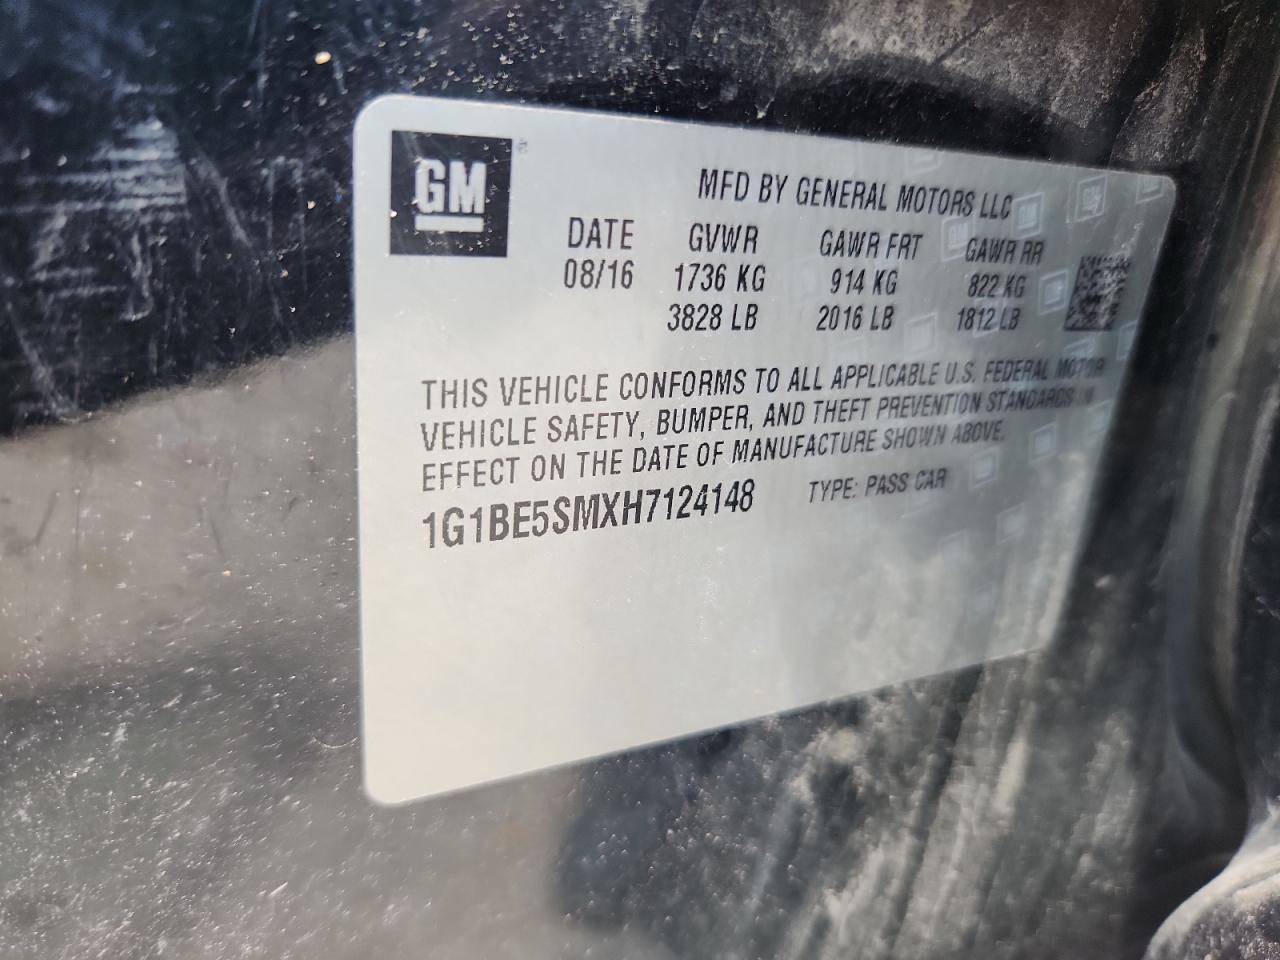 GM
MFD BY GENERAL MOTORS LLC
DATE GVWR GAWR FRT GAWR RR
08/16 1736 KG 914 KG 822 KG
3828 LB 2016 LB 1812 LB
THIS VEHICLE CONFORMS TO ALL APPLICABLE U.S. FEDERAL MOTOR
VEHICLE SAFETY, BUMPER, AND THEFT PREVENTION STANDARDS IN
EFFECT ON THE DATE OF MANUFACTURE SHOWN ABOVE.
1G1BE5SMXH7124148 TYPE: PASS CAR